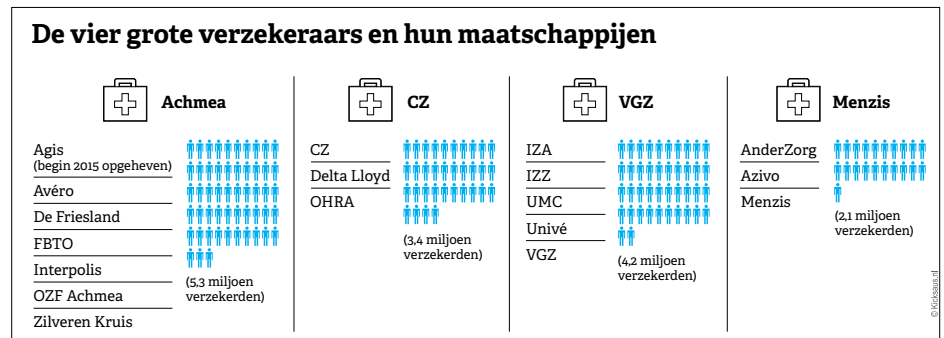 De vier grote verzekeraars en hun maatschappijen
Achmea
Agis
(begin 2015 opgeheven)
Avéro
De Friesland
FBTO
Interpolis
OZF Achmea
Zilveren Kruis
(5,3 miljoen
verzekerden)
CZ
CZ
Delta Lloyd
OHRA
(3,4 miljoen
verzekerden)
VGZ
IZA
IZZ
UMC
Univé
VGZ
(4,2 miljoen
verzekerden)
Menzis
AnderZorg
Azivo
Menzis
(2,1 miljoen
verzekerden)
© Kicksaus.nl